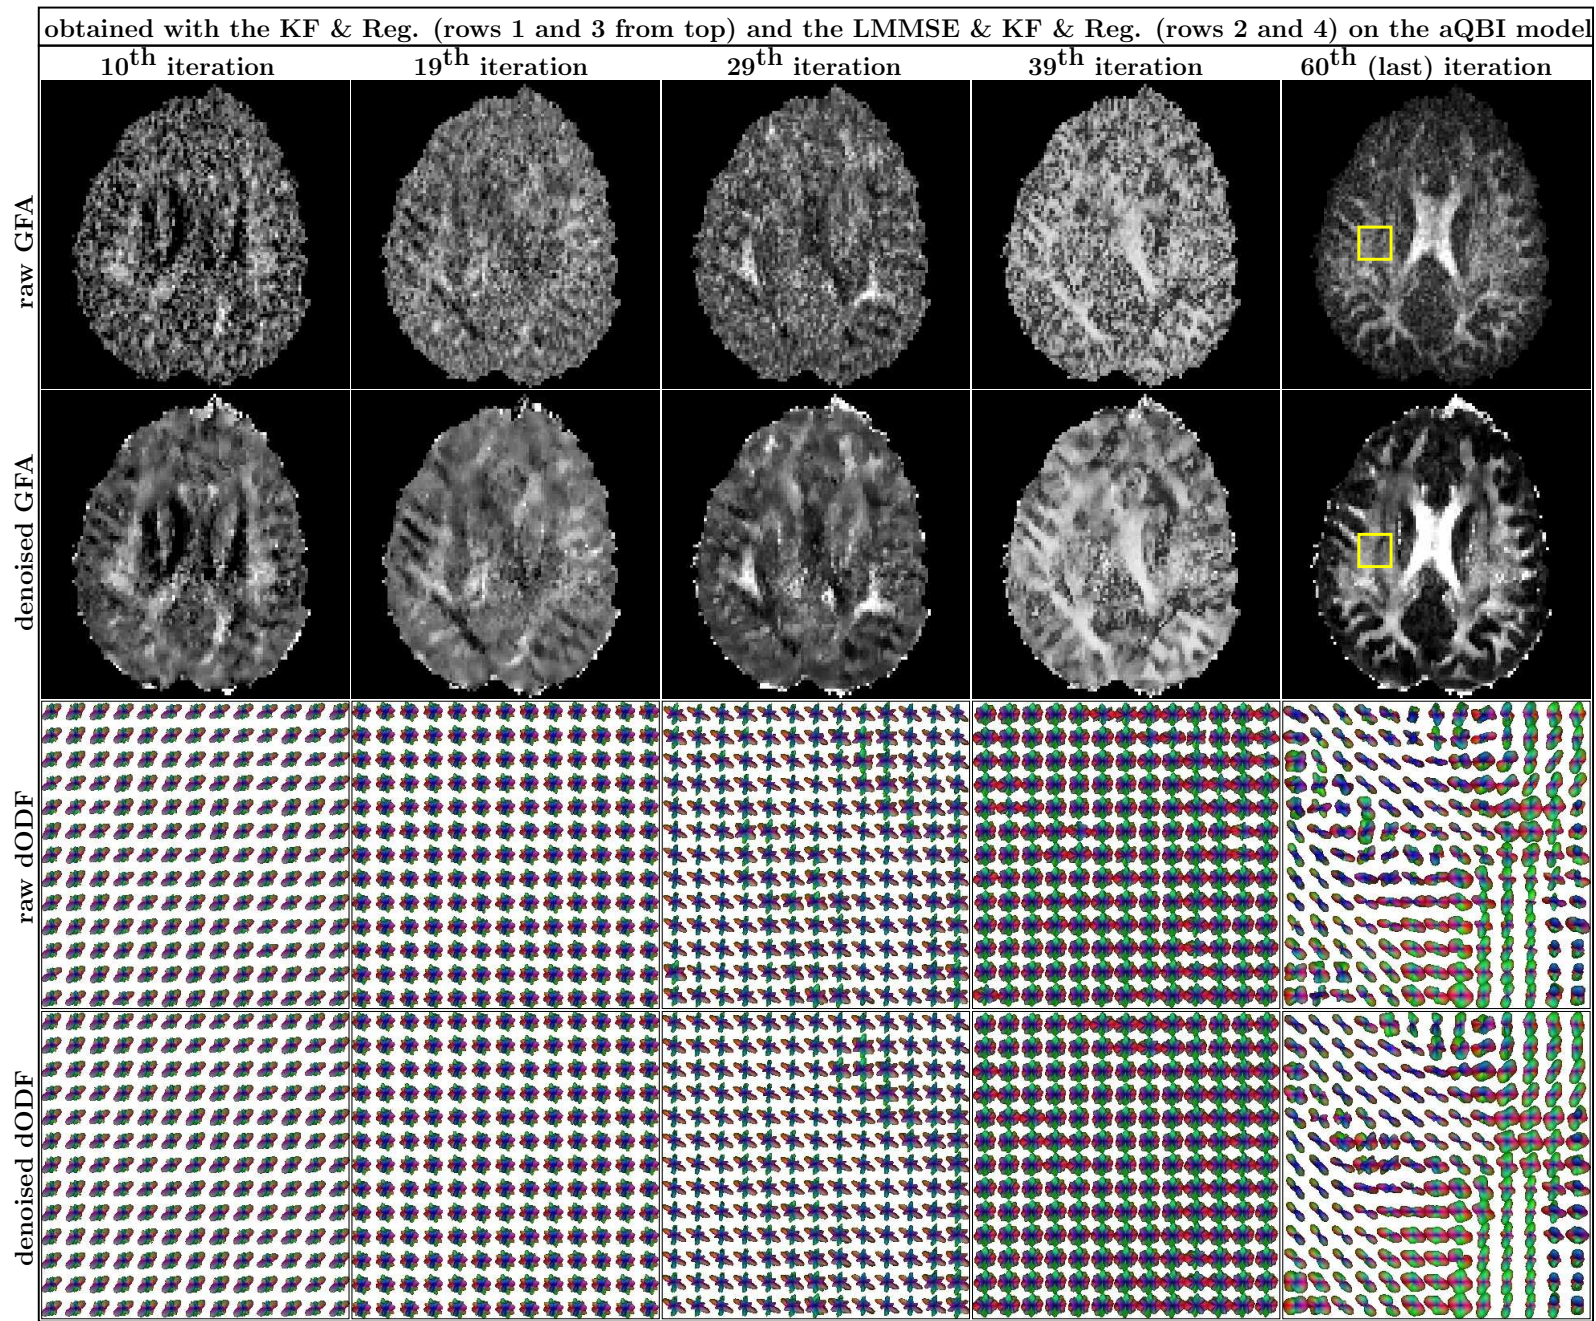 obtained with the KF & Reg. (rows 1 and 3 from top) and the LMMSE & KF & Reg. (rows 2 and 4) on the aQBI model
10th iteration 19th iteration 29th iteration 39th iteration 60th (last) iteration
raw GFA
denoised GFA
raw dODF
denoised dODF